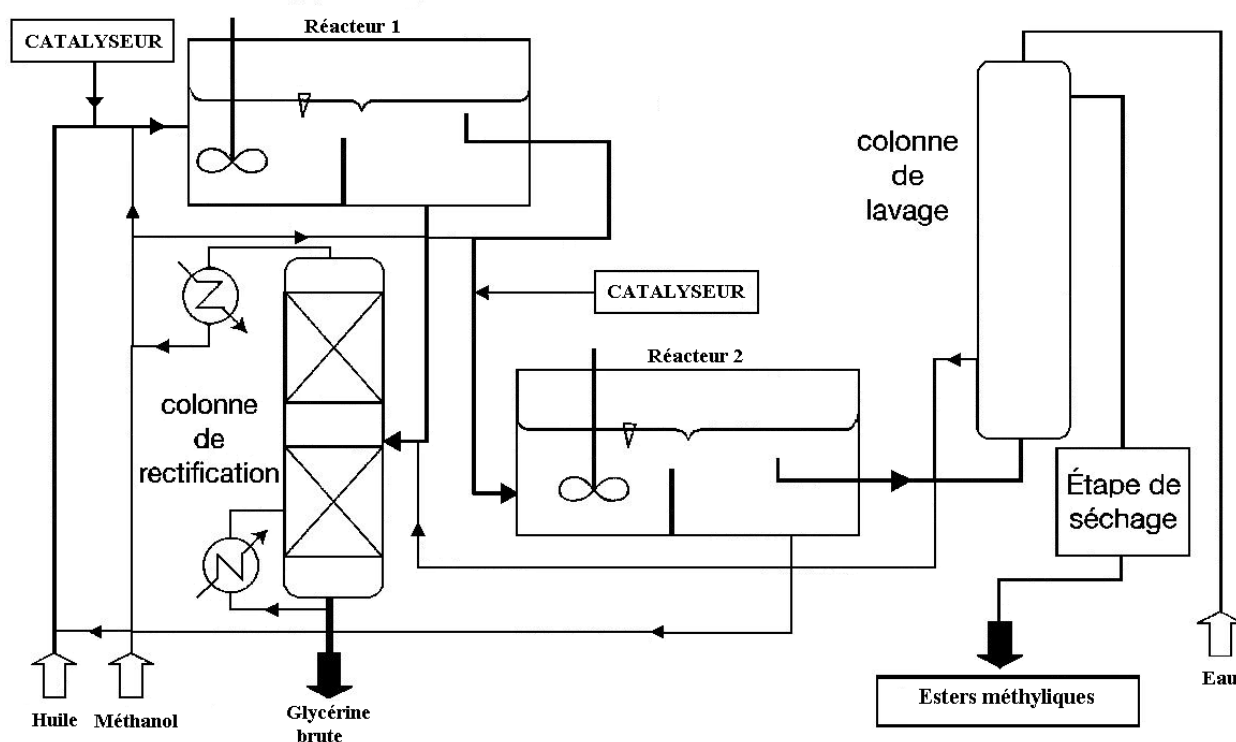 Réacteur 1
CATALYSEUR
colonne
de
lavage
CATALYSEUR
Réacteur 2
colonne
de
rectification
Étape de
séchage
Huile
Méthanol
Glycérine
brute
Esters méthyliques
Eau